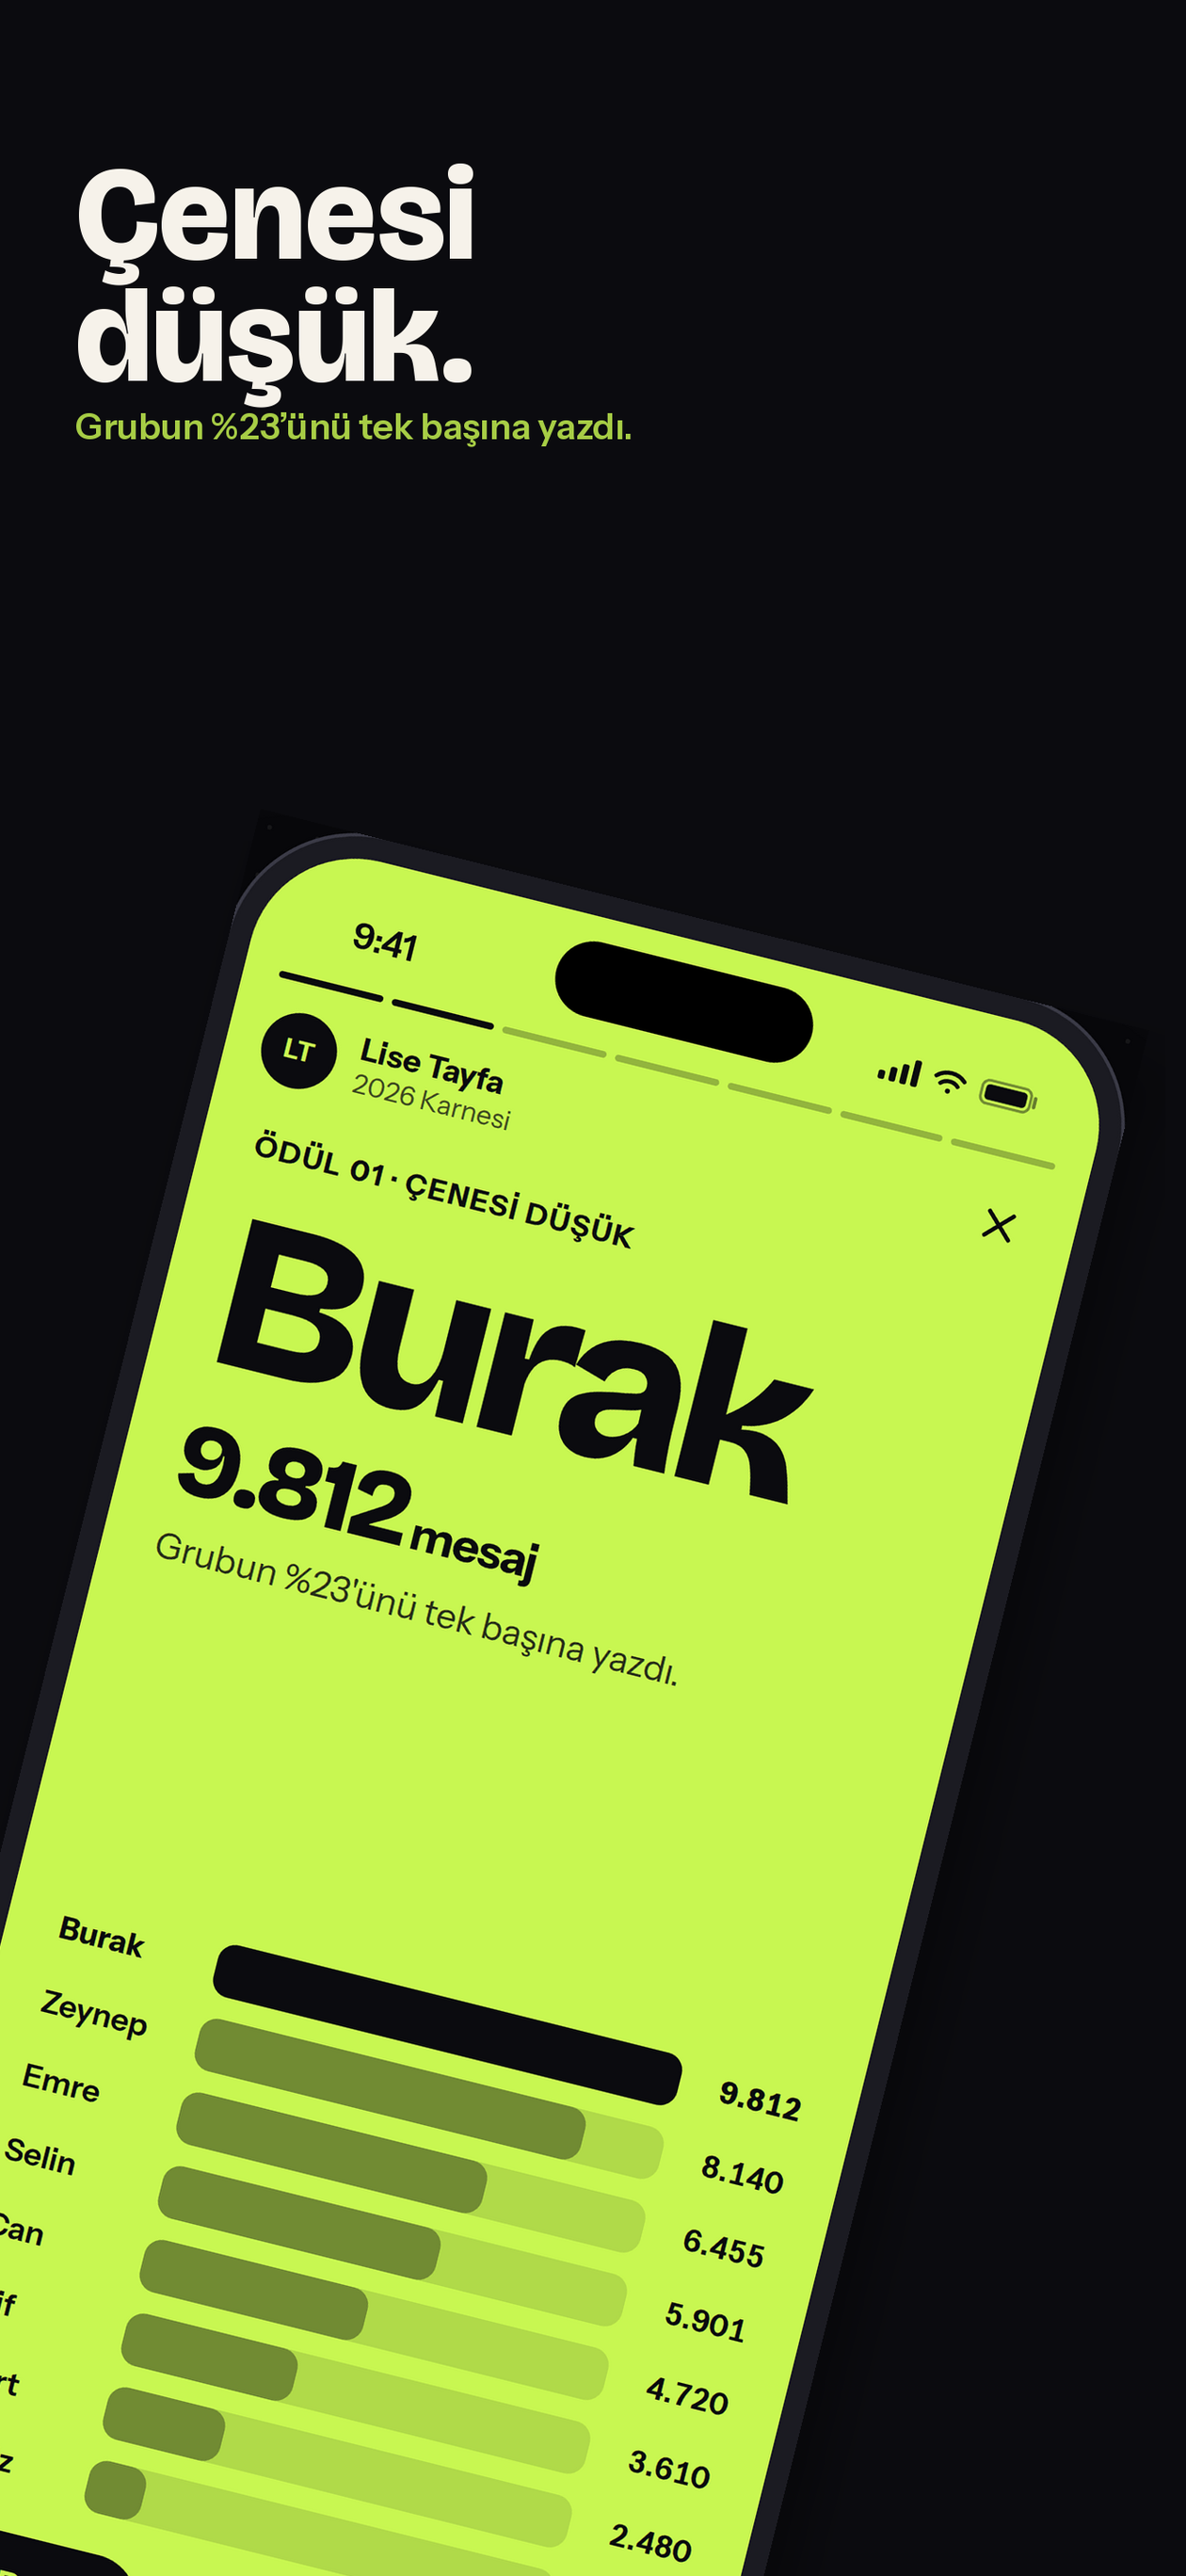 Çenesi
düşük.
Grubun %23’ünü tek başına yazdı.
9:41
LT
Lise Tayfa
2026 Karnesi
ÖDÜL 01 · ÇENESİ DÜŞÜK
Burak
9.812 mesaj
Grubun %23'ünü tek başına yazdı.
Burak 9.812
Zeynep 8.140
Emre 6.455
Selin 5.901
Can 4.720
3.610
2.480